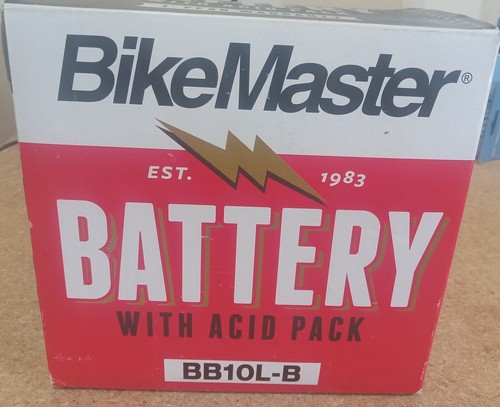 BikeMaster®
EST. 1983
BATTERY
WITH ACID PACK
BB10L-B